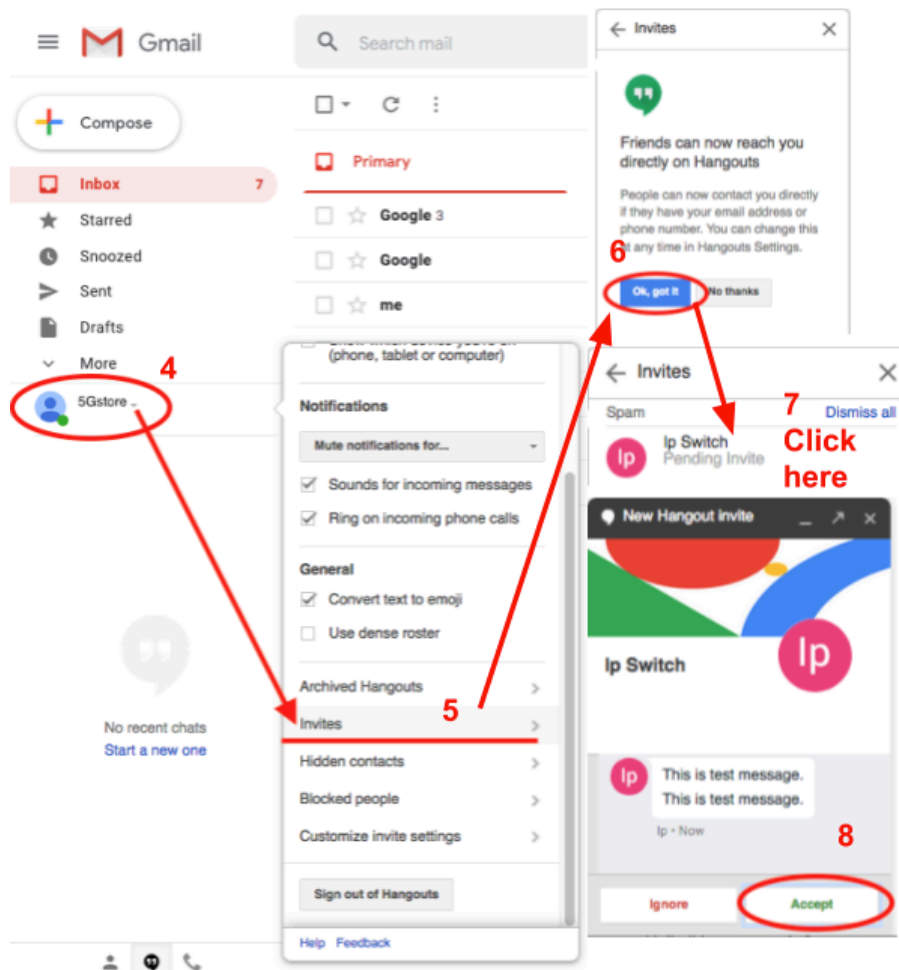 Gmail
Search mail
Compose
Primary
Inbox 7
Starred
Snoozed
Sent
Drafts
More
Google 3
Google
me
4
5Gstore
No recent chats
Start a new one
(phone, tablet or computer)
Notifications
Mute notifications for...
Sounds for incoming messages
Ring on incoming phone calls
General
Convert text to emoji
Use dense roster
Archived Hangouts
5
Invites
Hidden contacts
Blocked people
Customize invite settings
Sign out of Hangouts
Help Feedback
Invites
Friends can now reach you
directly on Hangouts
People can now contact you directly
if they have your email address or
phone number. You can change this
at any time in Hangouts Settings.
6
Ok, got it No thanks
Invites
Spam Dismiss all
7
Click
here
Ip
Ip Switch
Pending Invite
New Hangout invite
Ip
Ip Switch
Ip
This is test message.
This is test message.
Ip • Now
8
Ignore Accept